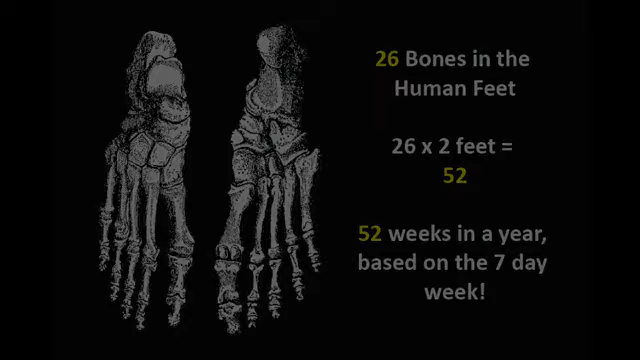 26 Bones in the
Human Feet
26 x 2 feet =
52
52 weeks in a year,
based on the 7 day
week!